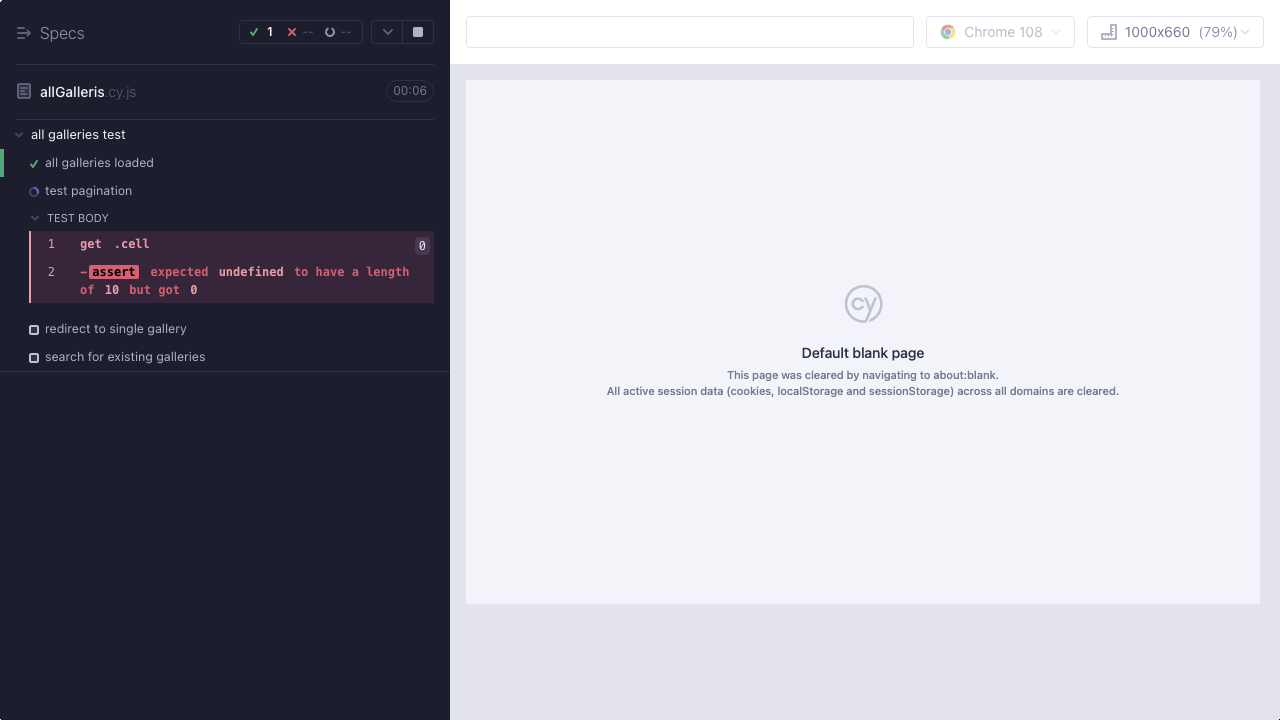 Specs
1
--
--
allGalleris.cy.js
00:06
all galleries test
all galleries loaded
test pagination
TEST BODY
1 get .cell 0
2 -assert expected undefined to have a length
of 10 but got 0
redirect to single gallery
search for existing galleries
Chrome 108
1000x660 (79%)
cy
Default blank page
This page was cleared by navigating to about:blank.
All active session data (cookies, localStorage and sessionStorage) across all domains are cleared.